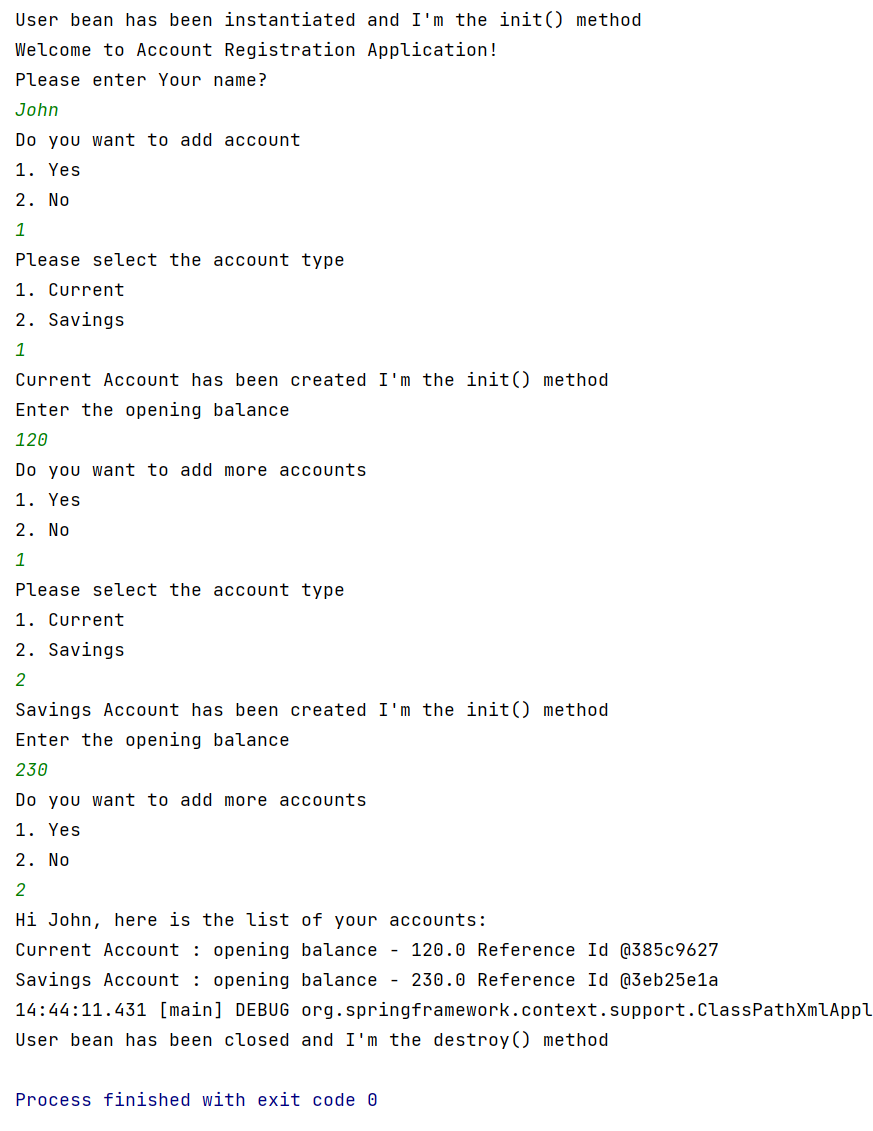 User bean has been instantiated and I'm the init() method
Welcome to Account Registration Application!
Please enter Your name?
John
Do you want to add account
1. Yes
2. No
1
Please select the account type
1. Current
2. Savings
1
Current Account has been created I'm the init() method
Enter the opening balance
120
Do you want to add more accounts
1. Yes
2. No
1
Please select the account type
1. Current
2. Savings
2
Savings Account has been created I'm the init() method
Enter the opening balance
230
Do you want to add more accounts
1. Yes
2. No
2
Hi John, here is the list of your accounts:
Current Account : opening balance - 120.0 Reference Id @385c9627
Savings Account : opening balance - 230.0 Reference Id @3eb25e1a
14:44:11.431 [main] DEBUG org.springframework.context.support.ClassPathXmlAppl
User bean has been closed and I'm the destroy() method
Process finished with exit code 0